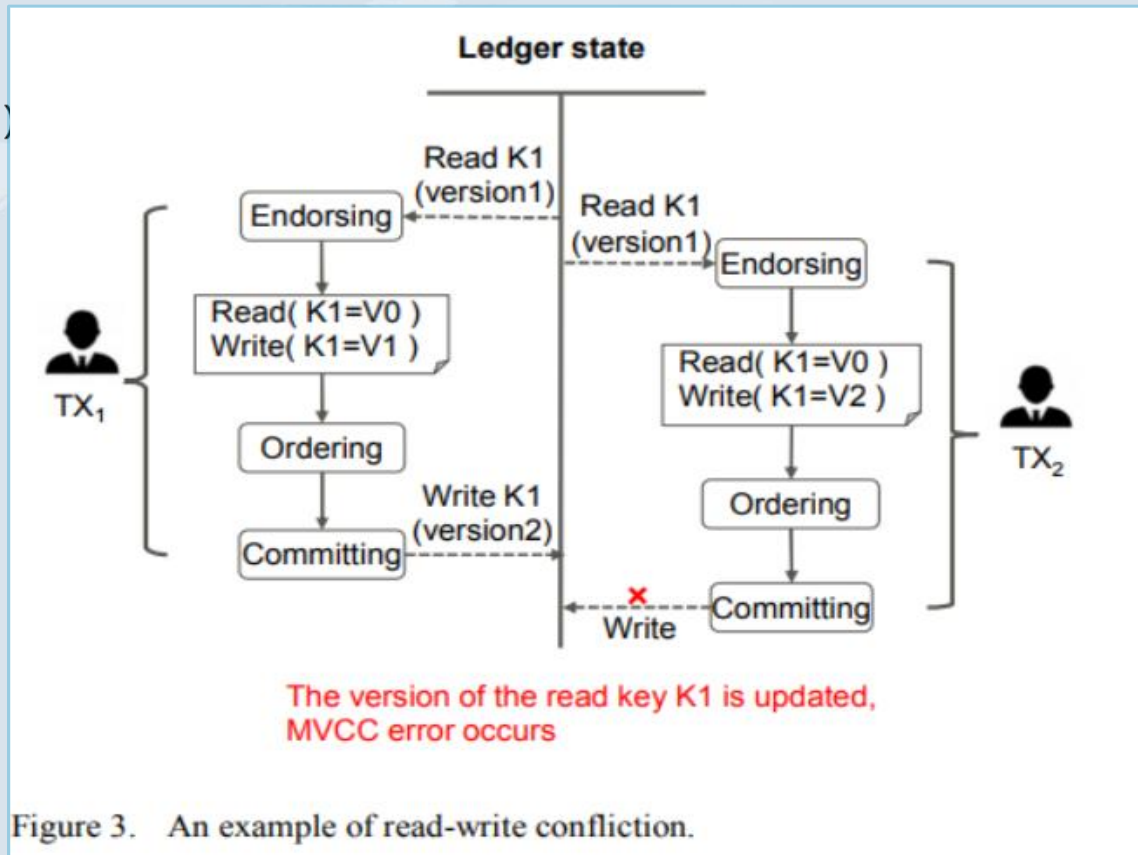 Ledger state
)
Read K1
(version1)
Read K1
(version1)
Endorsing
Endorsing
Read( K1=V0 )
Write( K1=V1 )
Read( K1=V0 )
Write( K1=V2 )
TX1
TX2
Ordering
Ordering
Write K1
(version2)
Committing
Committing
×
Write
The version of the read key K1 is updated,
MVCC error occurs
Figure 3. An example of read-write confliction.